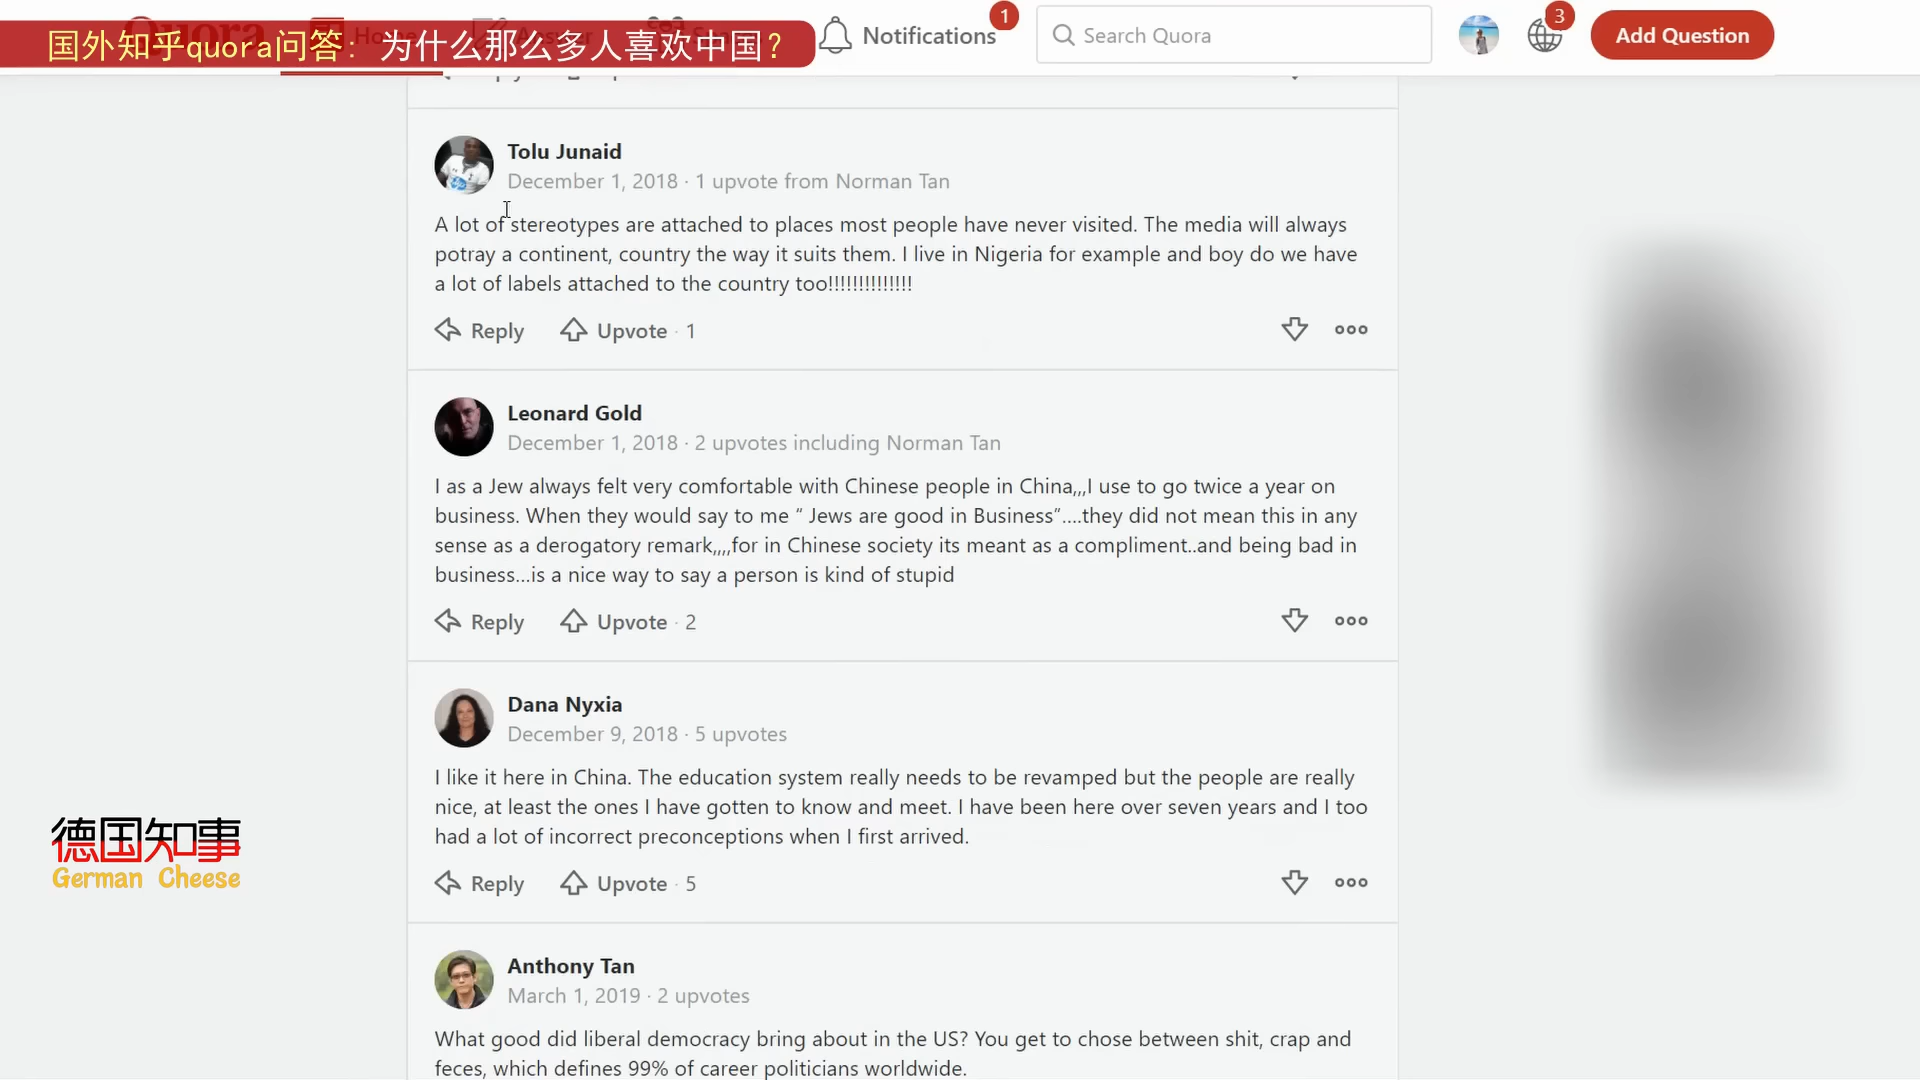 国外知乎quora问答：为什么那么多人喜欢中国？
Notifications
1
Search Quora
3
Add Question
Tolu Junaid
December 1, 2018 · 1 upvote from Norman Tan
A lot of stereotypes are attached to places most people have never visited. The media will always
potray a continent, country the way it suits them. I live in Nigeria for example and boy do we have
a lot of labels attached to the country too!!!!!!!!!!!!!!
Reply
Upvote · 1
Leonard Gold
December 1, 2018 · 2 upvotes including Norman Tan
I as a Jew always felt very comfortable with Chinese people in China,,,I use to go twice a year on
business. When they would say to me “ Jews are good in Business”....they did not mean this in any
sense as a derogatory remark,,,,for in Chinese society its meant as a compliment..and being bad in
business...is a nice way to say a person is kind of stupid
Reply
Upvote · 2
Dana Nyxia
December 9, 2018 · 5 upvotes
I like it here in China. The education system really needs to be revamped but the people are really
nice, at least the ones I have gotten to know and meet. I have been here over seven years and I too
had a lot of incorrect preconceptions when I first arrived.
Reply
Upvote · 5
德国知事
German Cheese
Anthony Tan
March 1, 2019 · 2 upvotes
What good did liberal democracy bring about in the US? You get to chose between shit, crap and
feces, which defines 99% of career politicians worldwide.